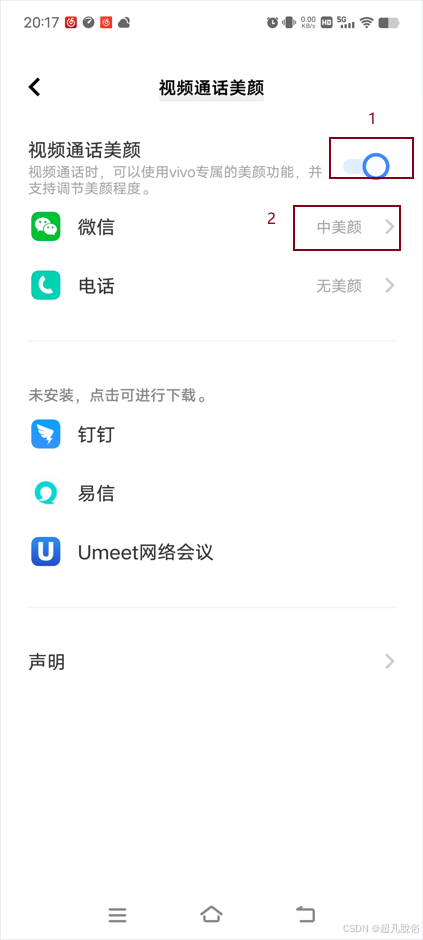 20:17 0.00 KB/s HD 5G
视频通话美颜
1
视频通话美颜
视频通话时，可以使用vivo专属的美颜功能，并
支持调节美颜程度。
2
微信 中美颜
电话 无美颜
未安装，点击可进行下载。
钉钉
易信
U Umeet网络会议
声明
CSDN @超凡脱俗